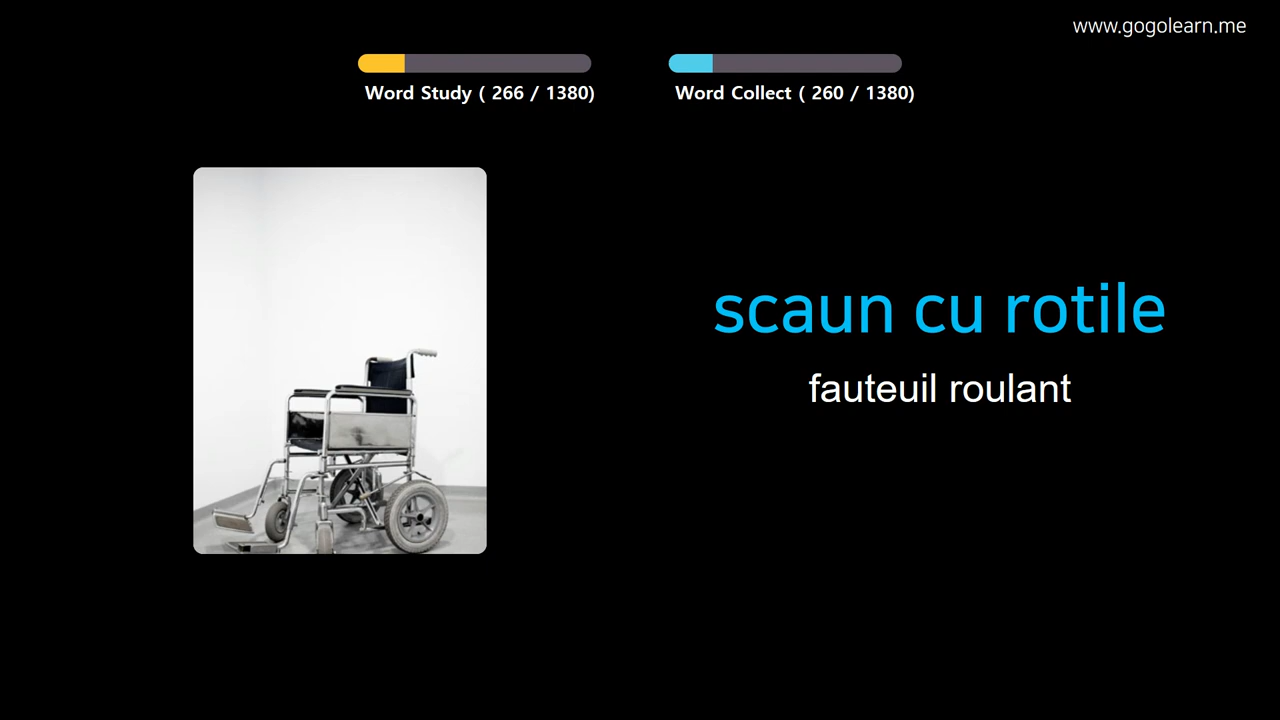 www.gogolearn.me
Word Study ( 266 / 1380)
Word Collect ( 260 / 1380)
scaun cu rotile
fauteuil roulant